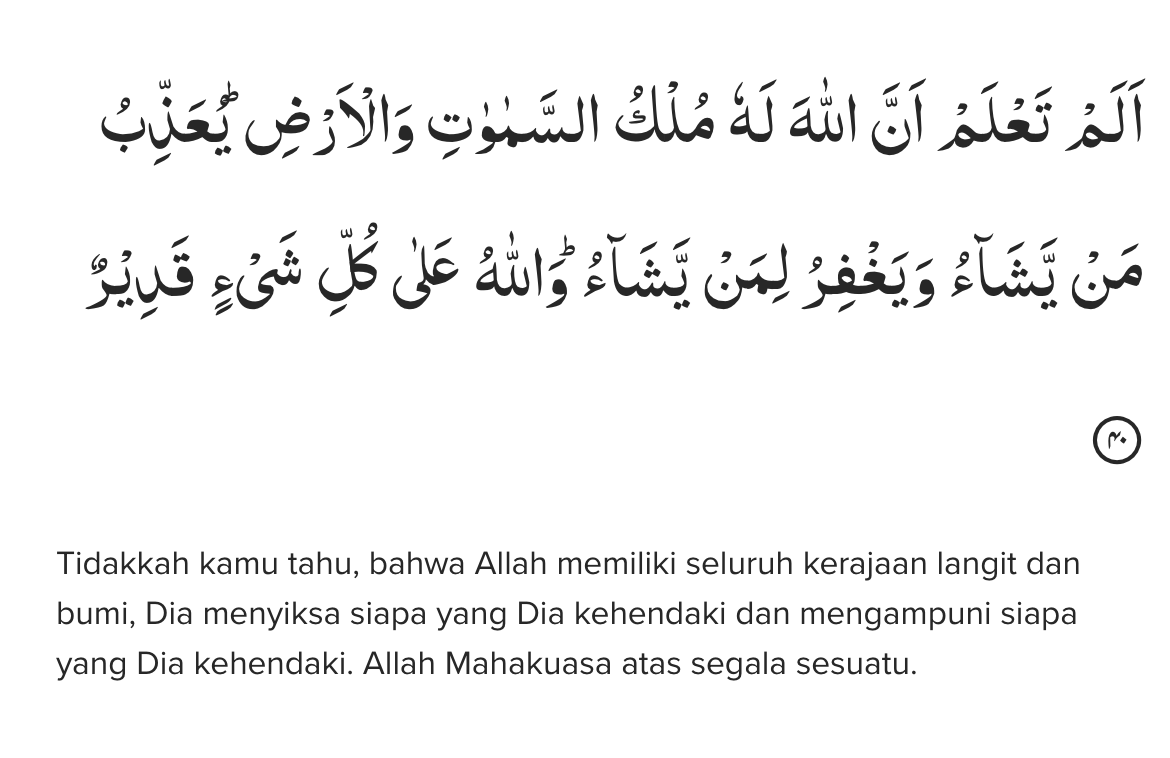 اَلَمْ تَعْلَمْ اَنَّ اللّٰهَ لَهٗ مُلْكُ السَّمٰوٰتِ وَالْاَرْضِۗ يُعَذِّبُ
مَنْ يَّشَاۤءُ وَيَغْفِرُ لِمَنْ يَّشَاۤءُ ۗوَاللّٰهُ عَلٰى كُلِّ شَيْءٍ قَدِيْرٌ
۴۰
Tidakkah kamu tahu, bahwa Allah memiliki seluruh kerajaan langit dan
bumi, Dia menyiksa siapa yang Dia kehendaki dan mengampuni siapa
yang Dia kehendaki. Allah Mahakuasa atas segala sesuatu.